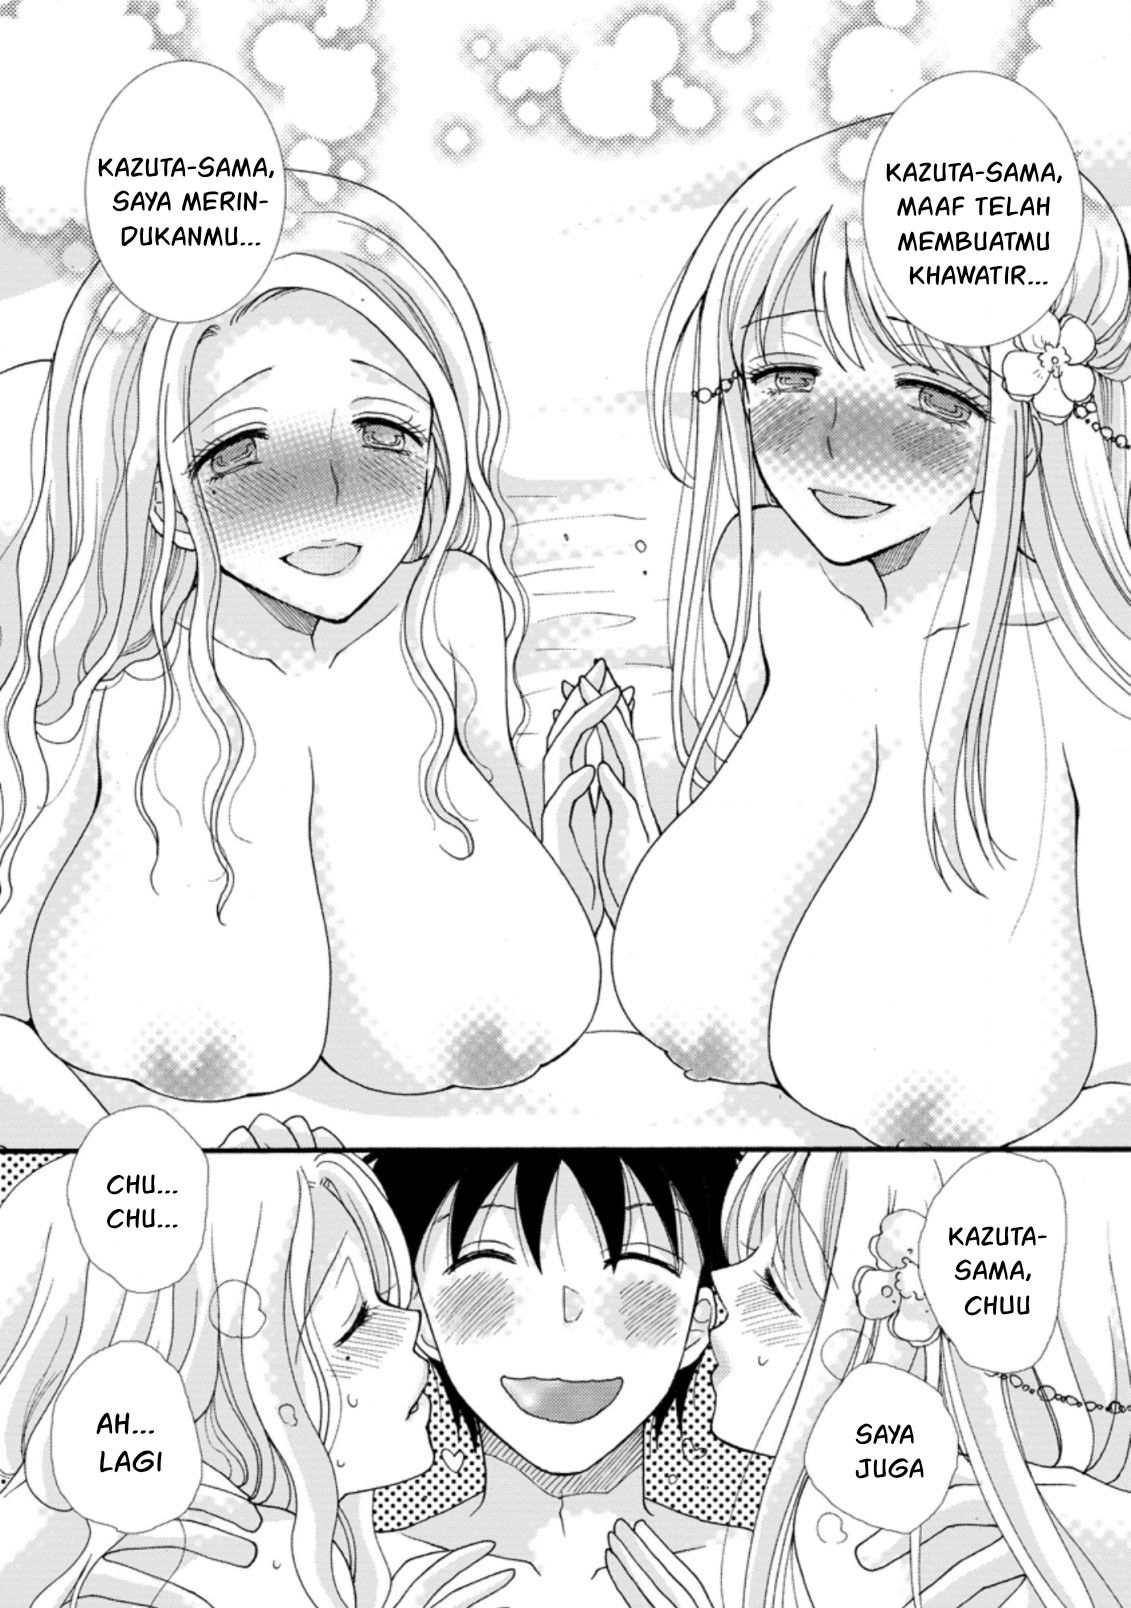 KAZUTA-SAMA,
SAYA MERIN-
DUKANMU...
KAZUTA-SAMA,
MAAF TELAH
MEMBUATMU
KHAWATIR...
CHU...
CHU...
KAZUTA-
SAMA,
CHUU
AH...
LAGI
SAYA
JUGA